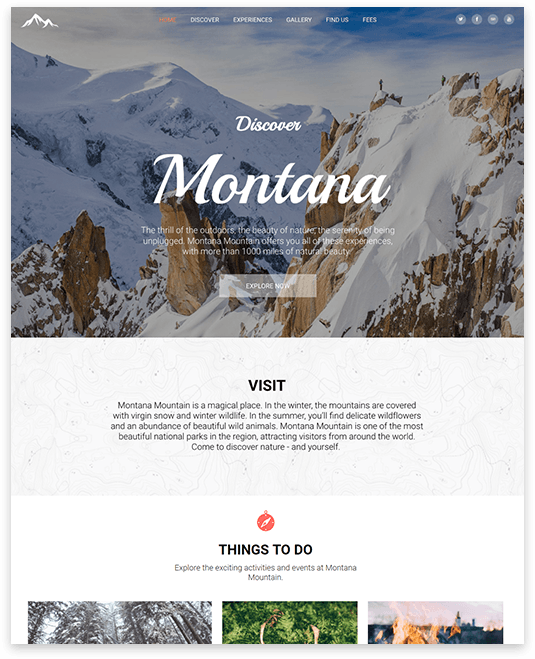 HOME DISCOVER EXPERIENCES GALLERY FIND US FEES
Discover
Montana
The thrill of the outdoors, the beauty of nature, the serenity of being
unplugged. Montana Mountain offers you all of these experiences,
with more than 1000 miles of natural beauty.
EXPLORE NOW
VISIT
Montana Mountain is a magical place. In the winter, the mountains are covered
with virgin snow and winter wildlife. In the summer, you'll find delicate wildflowers
and an abundance of beautiful wild animals. Montana Mountain is one of the most
beautiful national parks in the region, attracting visitors from around the world.
Come to discover nature - and yourself.
THINGS TO DO
Explore the exciting activities and events at Montana
Mountain.